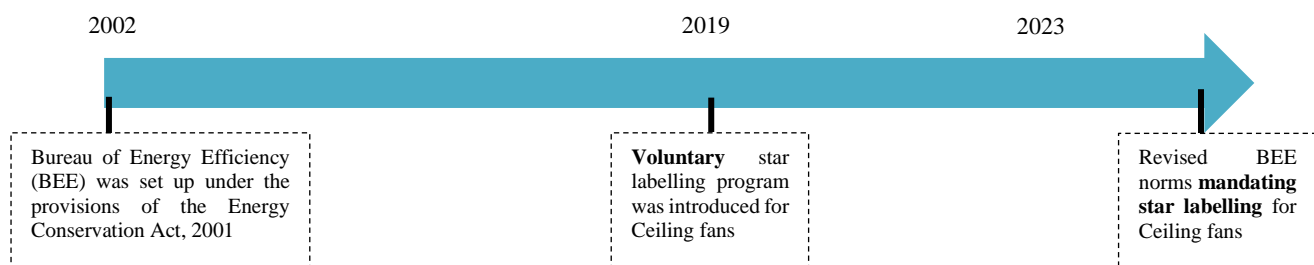 2002
2019
2023
Bureau of Energy Efficiency
(BEE) was set up under the
provisions of the Energy
Conservation Act, 2001
Voluntary star
labelling program
was introduced for
Ceiling fans
Revised BEE
norms mandating
star labelling for
Ceiling fans